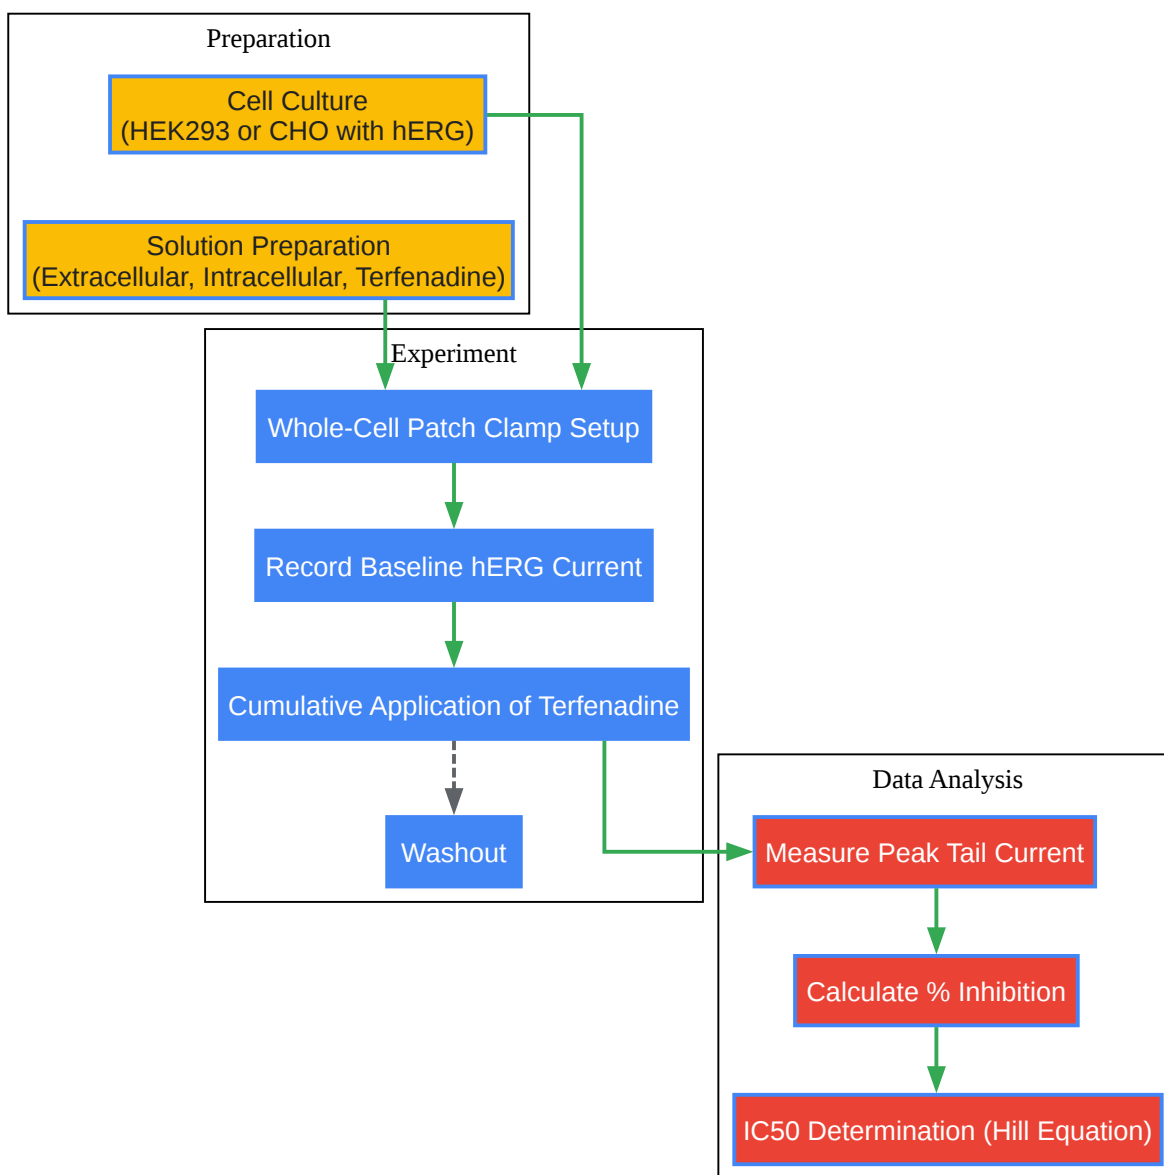 Preparation
Cell Culture
(HEK293 or CHO with hERG)
Solution Preparation
(Extracellular, Intracellular, Terfenadine)
Experiment
Whole-Cell Patch Clamp Setup
Record Baseline hERG Current
Cumulative Application of Terfenadine
Washout
Data Analysis
Measure Peak Tail Current
Calculate % Inhibition
IC50 Determination (Hill Equation)